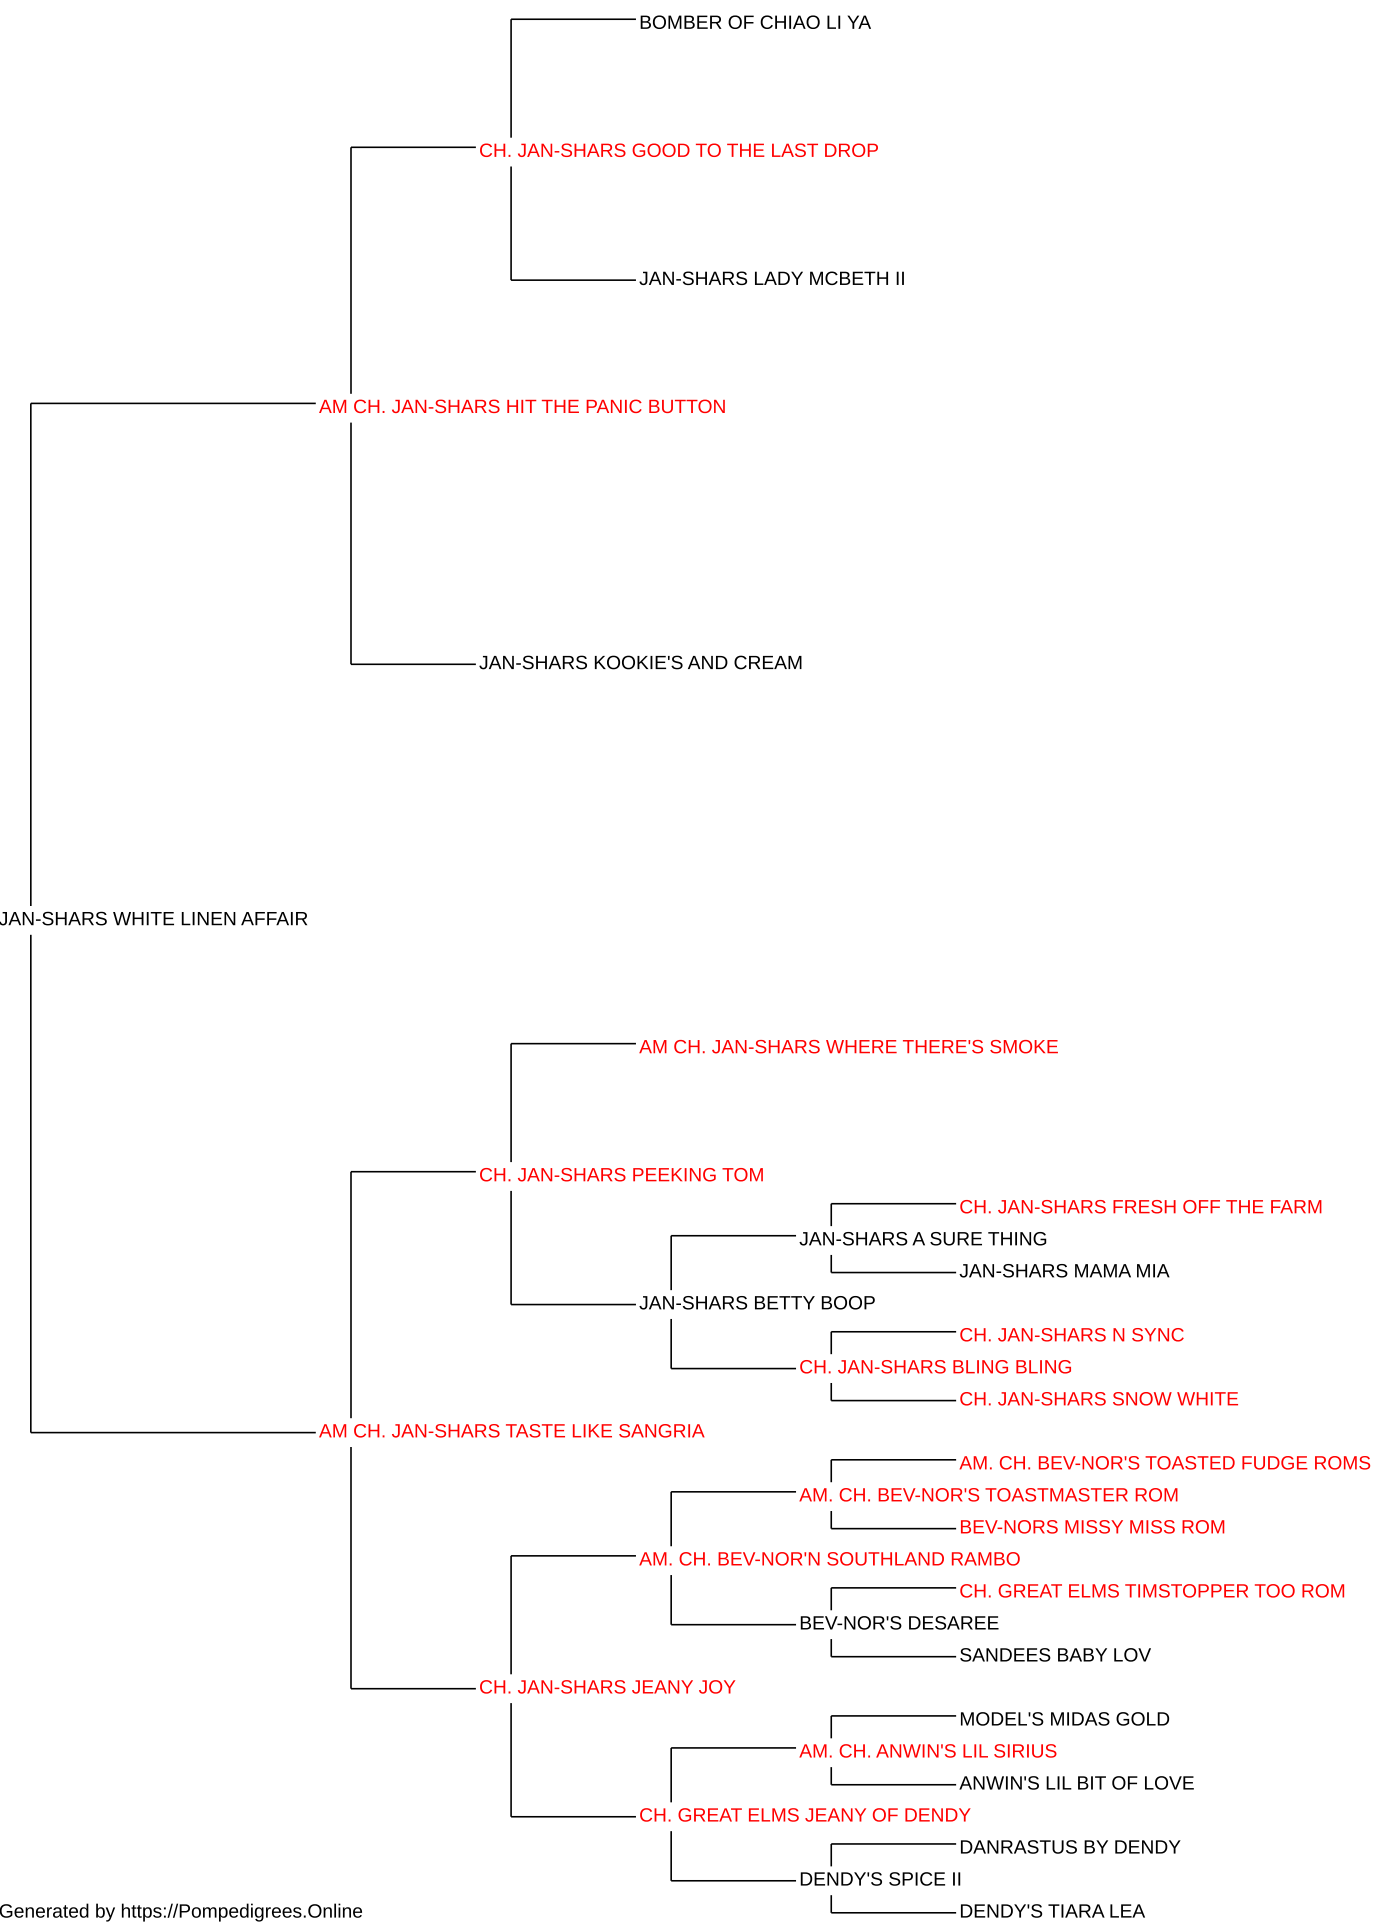 BOMBER OF CHIAO LI YA
CH. JAN-SHARS GOOD TO THE LAST DROP
JAN-SHARS LADY MCBETH II
AM CH. JAN-SHARS HIT THE PANIC BUTTON
JAN-SHARS KOOKIE'S AND CREAM
JAN-SHARS WHITE LINEN AFFAIR
AM CH. JAN-SHARS WHERE THERE'S SMOKE
CH. JAN-SHARS PEEKING TOM
CH. JAN-SHARS FRESH OFF THE FARM
JAN-SHARS A SURE THING
JAN-SHARS MAMA MIA
JAN-SHARS BETTY BOOP
CH. JAN-SHARS N SYNC
CH. JAN-SHARS BLING BLING
CH. JAN-SHARS SNOW WHITE
AM CH. JAN-SHARS TASTE LIKE SANGRIA
AM. CH. BEV-NOR'S TOASTED FUDGE ROMS
AM. CH. BEV-NOR'S TOASTMASTER ROM
BEV-NORS MISSY MISS ROM
AM. CH. BEV-NOR'N SOUTHLAND RAMBO
CH. GREAT ELMS TIMSTOPPER TOO ROM
BEV-NOR'S DESAREE
SANDEES BABY LOV
CH. JAN-SHARS JEANY JOY
MODEL'S MIDAS GOLD
AM. CH. ANWIN'S LIL SIRIUS
ANWIN'S LIL BIT OF LOVE
CH. GREAT ELMS JEANY OF DENDY
DANRASTUS BY DENDY
DENDY'S SPICE II
DENDY'S TIARA LEA
Generated by https://Pompedigrees.Online